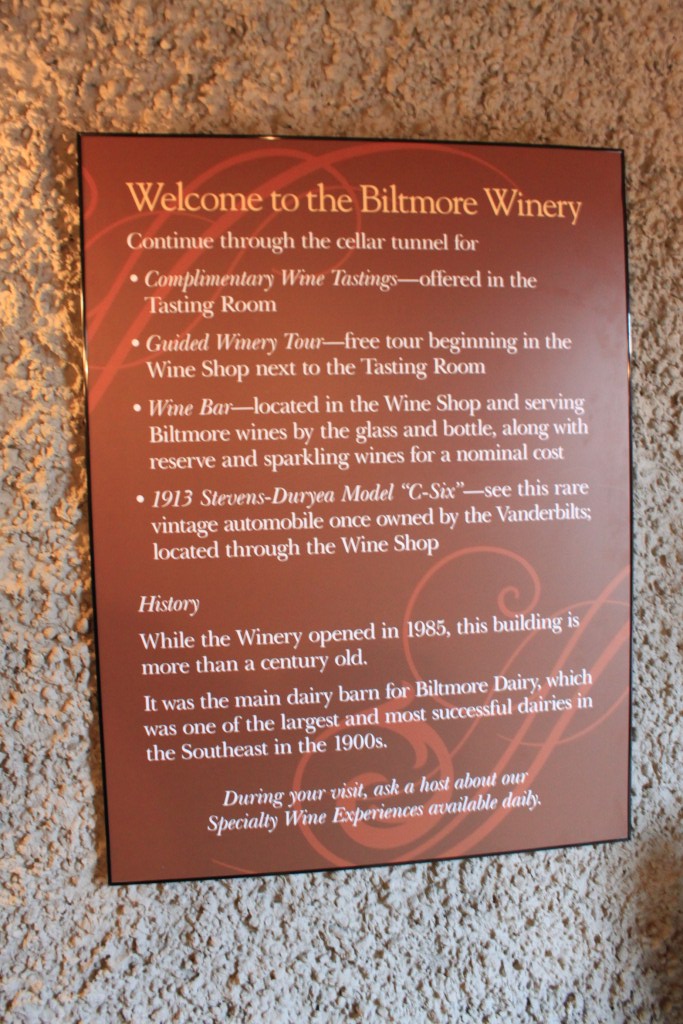 Welcome to the Biltmore Winery
Continue through the cellar tunnel for
• Complimentary Wine Tastings—offered in the
Tasting Room
• Guided Winery Tour—free tour beginning in the
Wine Shop next to the Tasting Room
• Wine Bar—located in the Wine Shop and serving
Biltmore wines by the glass and bottle, along with
reserve and sparkling wines for a nominal cost
• 1913 Stevens-Duryea Model “C-Six”—see this rare
vintage automobile once owned by the Vanderbilts;
located through the Wine Shop
History
While the Winery opened in 1985, this building is
more than a century old.
It was the main dairy barn for Biltmore Dairy, which
was one of the largest and most successful dairies in
the Southeast in the 1900s.
During your visit, ask a host about our
Specialty Wine Experiences available daily.